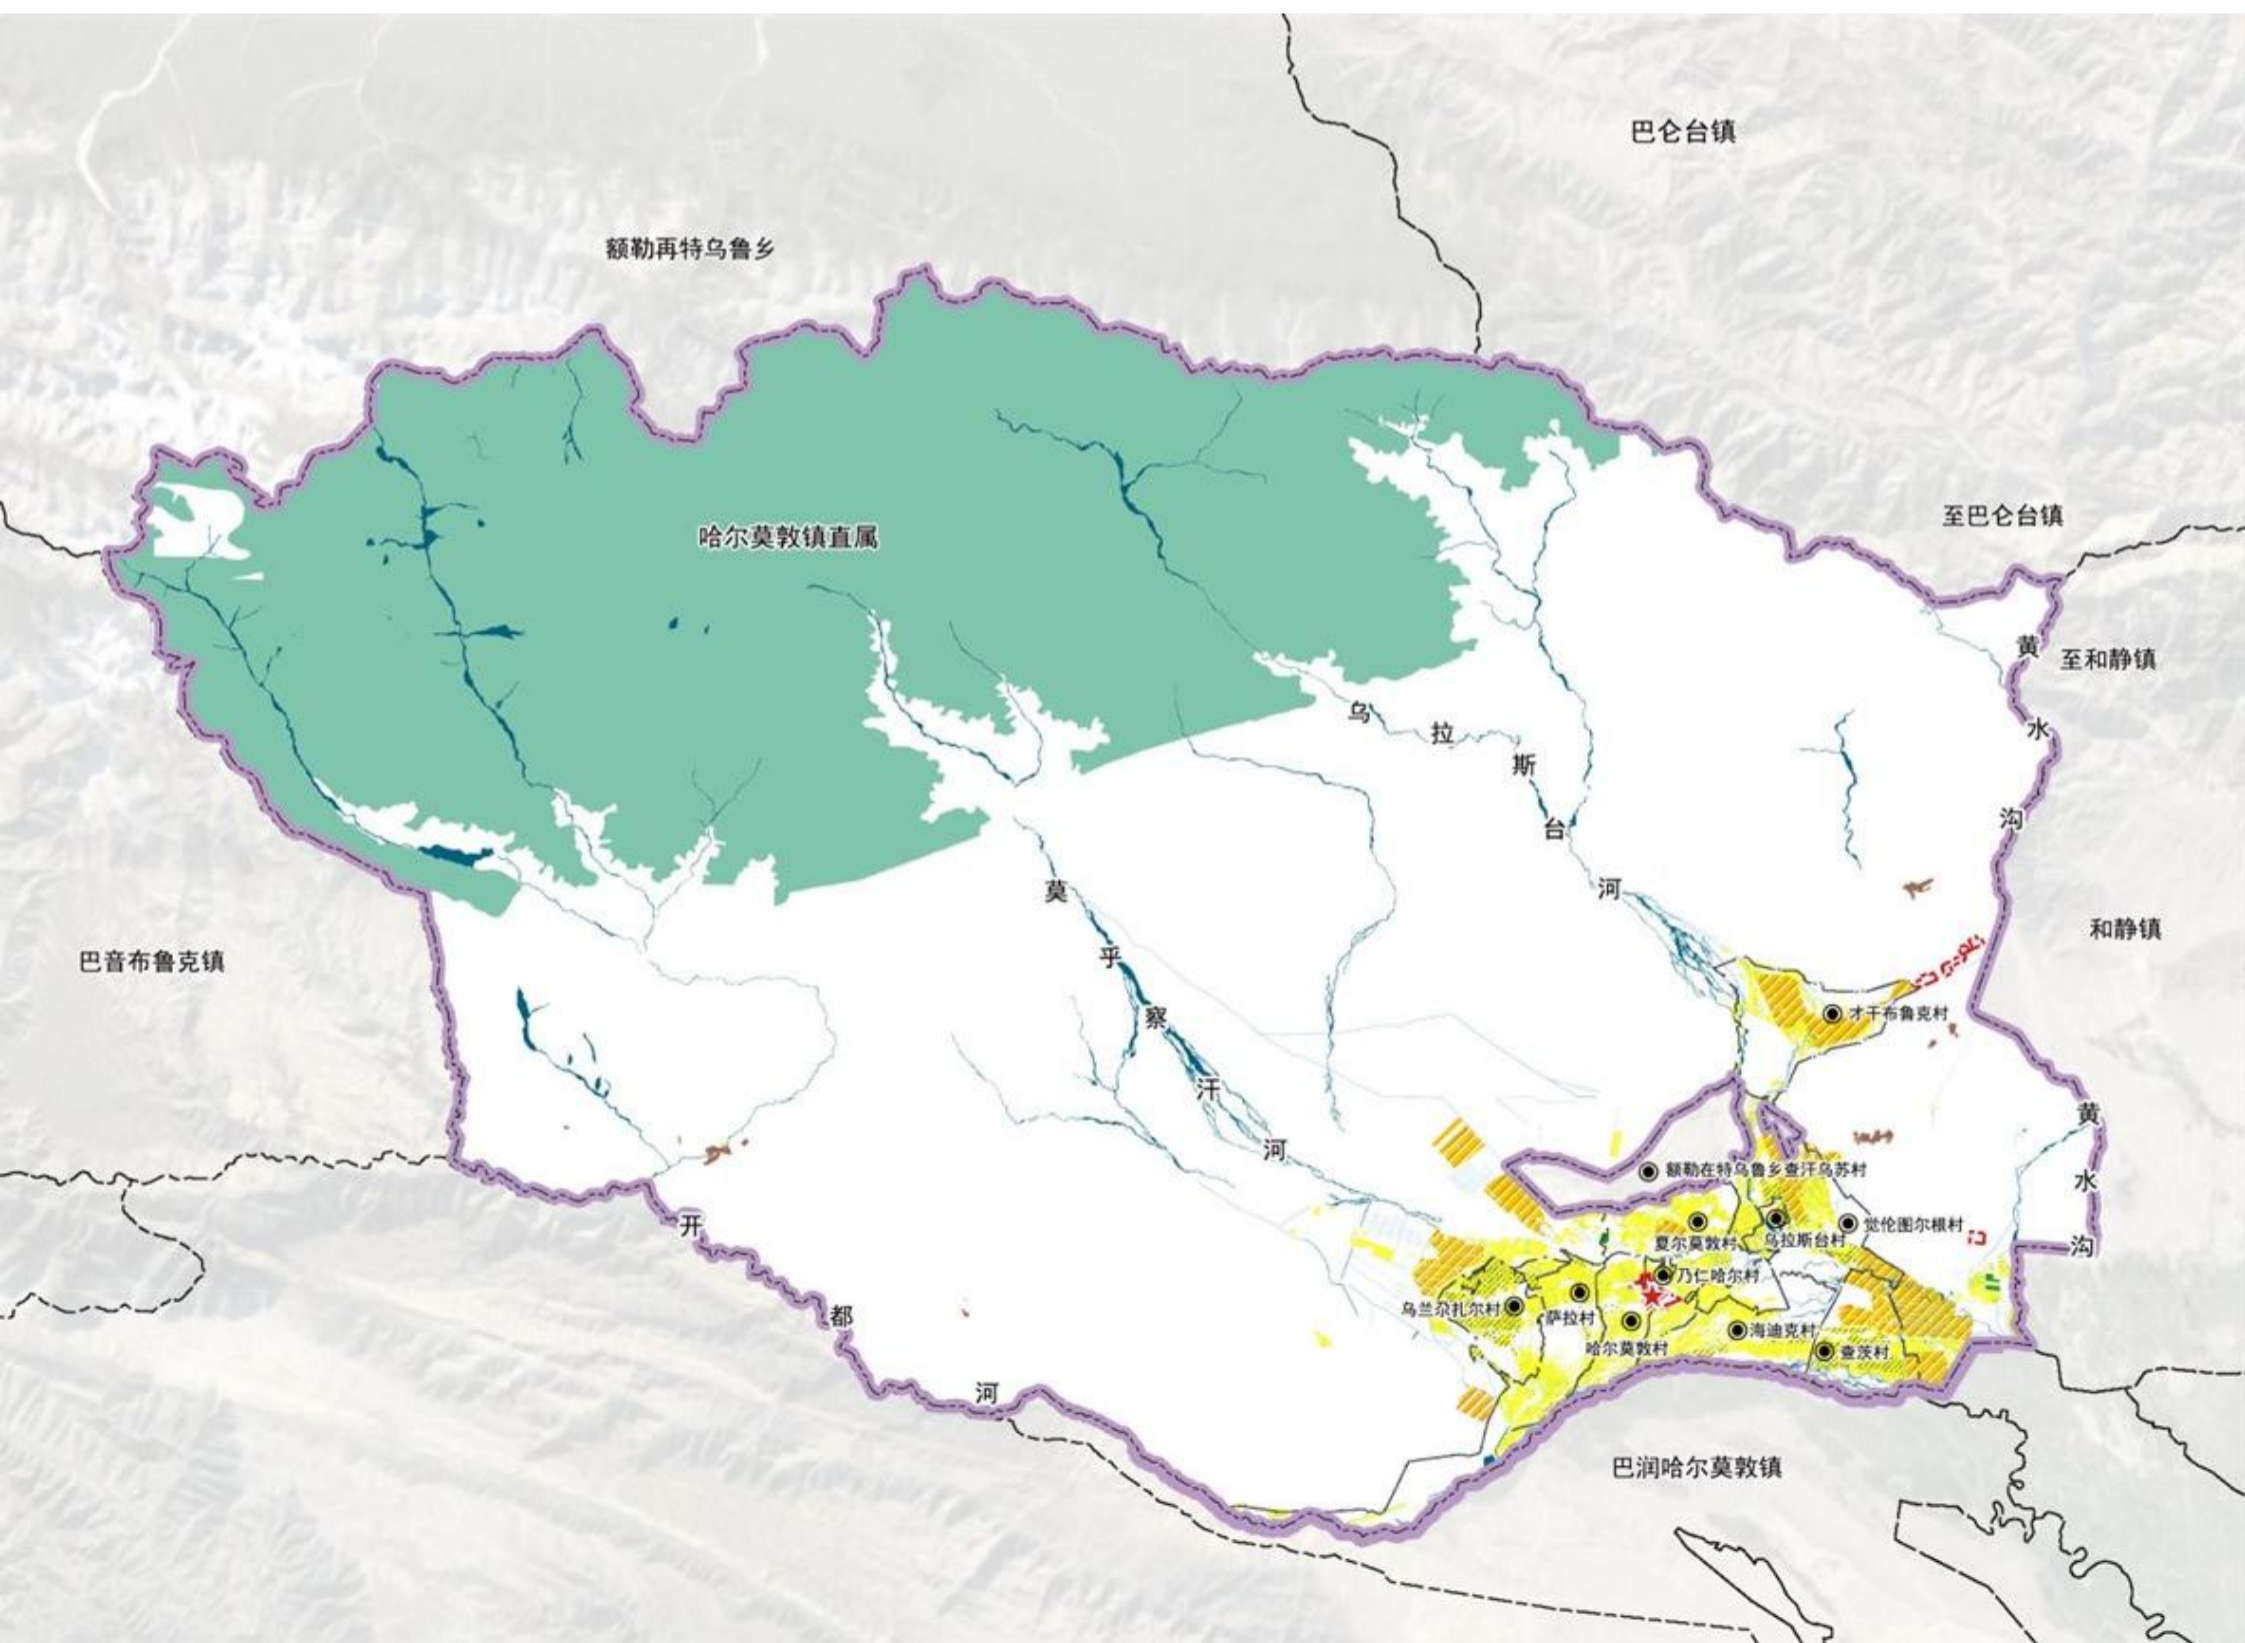 巴仑台镇
额勒再特乌鲁乡
至巴仑台镇
哈尔莫敦镇直属
黄水沟
至和静镇
乌拉斯台河
莫乎察汗河
和静镇
巴音布鲁克镇
才干布鲁克村
黄水沟
额勒在特乌鲁乡查汗乌苏村
开都河
夏尔莫敦村
乌拉斯台村
觉伦图尔根村
乃仁哈尔村
乌兰尕扎尔村
萨拉村
哈尔莫敦村
海迪克村
查茨村
巴润哈尔莫敦镇